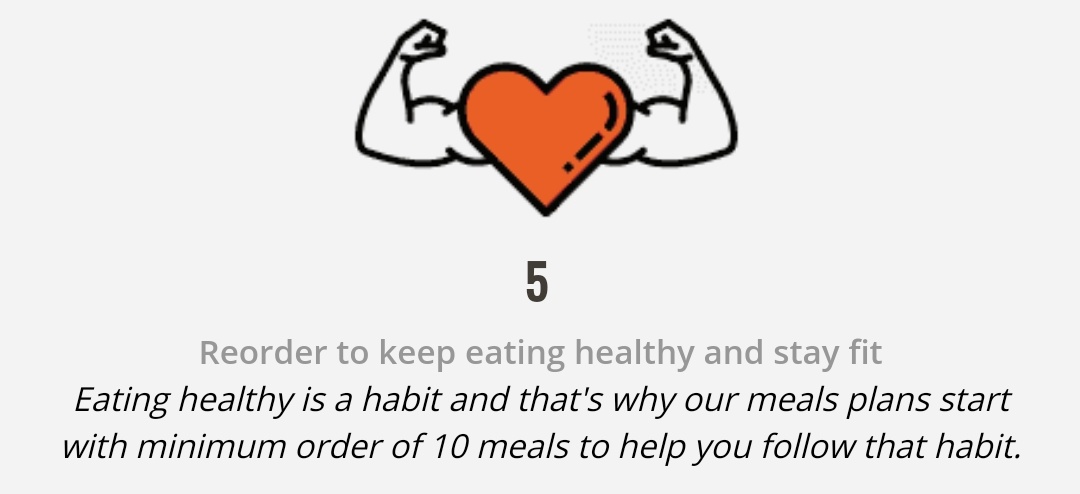 5
Reorder to keep eating healthy and stay fit
Eating healthy is a habit and that's why our meals plans start
with minimum order of 10 meals to help you follow that habit.